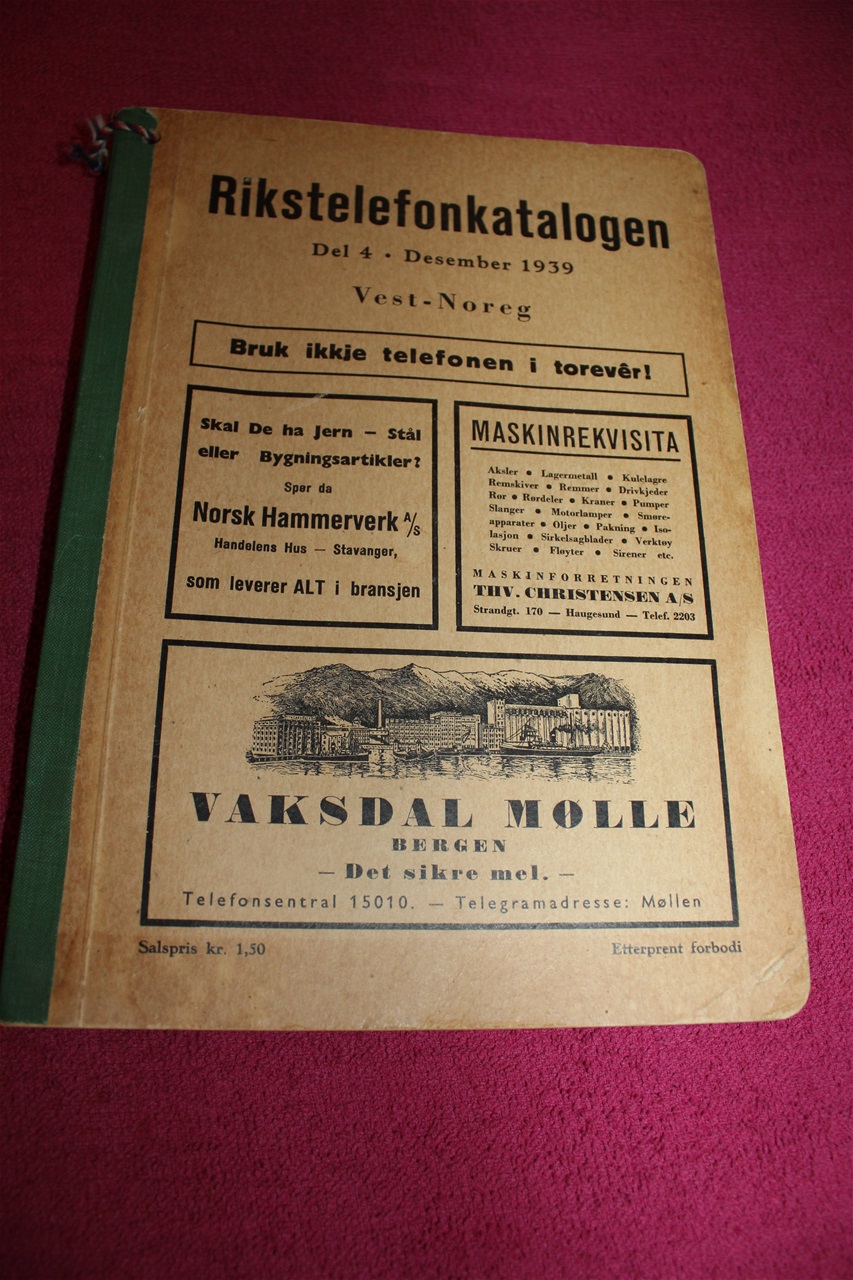 Rikstelefonkatalogen
Del 4 • Desember 1939
Vest-Noreg
Bruk ikkje telefonen i torevêr!
Skal De ha Jern — Stål
eller Bygningsartikler?
Spør da
Norsk Hammerverk A/S
Handelens Hus — Stavanger,
som leverer ALT i bransjen
MASKINREKVISITA
Aksler • Lagermetall • Kulelagre
Remskiver • Remmer • Drivkjeder
Rør • Rørdeler • Kraner • Pumper
Slanger • Motorlamper • Smøre-
apparater • Oljer • Pakning • Iso-
lasjon • Sirkelsagblader • Verktøy
Skruer • Fløyter • Sirener etc.
MASKINFORRETNINGEN
THV. CHRISTENSEN A/S
Strandgt. 170 — Haugesund — Telef. 2203
VAKSDAL MØLLE
BERGEN
— Det sikre mel. —
Telefonsentral 15010. — Telegramadresse: Møllen
Salspris kr. 1,50
Etterprent forbodi